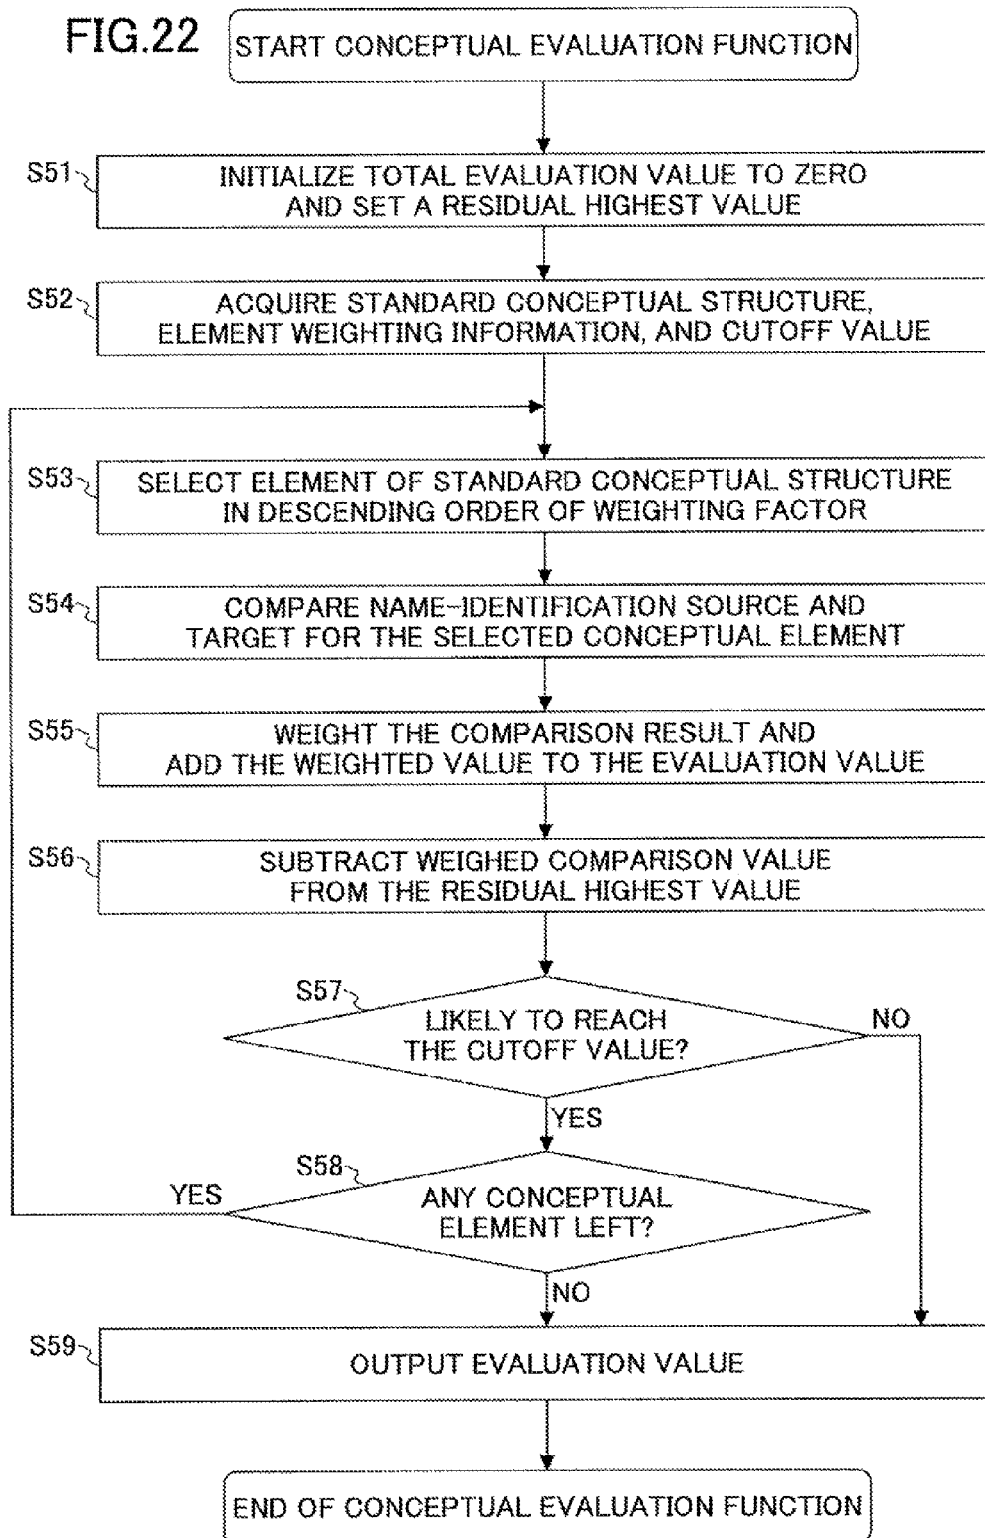 FIG.22
START CONCEPTUAL EVALUATION FUNCTION
S51
INITIALIZE TOTAL EVALUATION VALUE TO ZERO
AND SET A RESIDUAL HIGHEST VALUE
S52
ACQUIRE STANDARD CONCEPTUAL STRUCTURE,
ELEMENT WEIGHTING INFORMATION, AND CUTOFF VALUE
S53
SELECT ELEMENT OF STANDARD CONCEPTUAL STRUCTURE
IN DESCENDING ORDER OF WEIGHTING FACTOR
S54
COMPARE NAME-IDENTIFICATION SOURCE AND
TARGET FOR THE SELECTED CONCEPTUAL ELEMENT
S55
WEIGHT THE COMPARISON RESULT AND
ADD THE WEIGHTED VALUE TO THE EVALUATION VALUE
S56
SUBTRACT WEIGHED COMPARISON VALUE
FROM THE RESIDUAL HIGHEST VALUE
S57
LIKELY TO REACH
THE CUTOFF VALUE?
NO
YES
S58
ANY CONCEPTUAL
ELEMENT LEFT?
YES
NO
S59
OUTPUT EVALUATION VALUE
END OF CONCEPTUAL EVALUATION FUNCTION